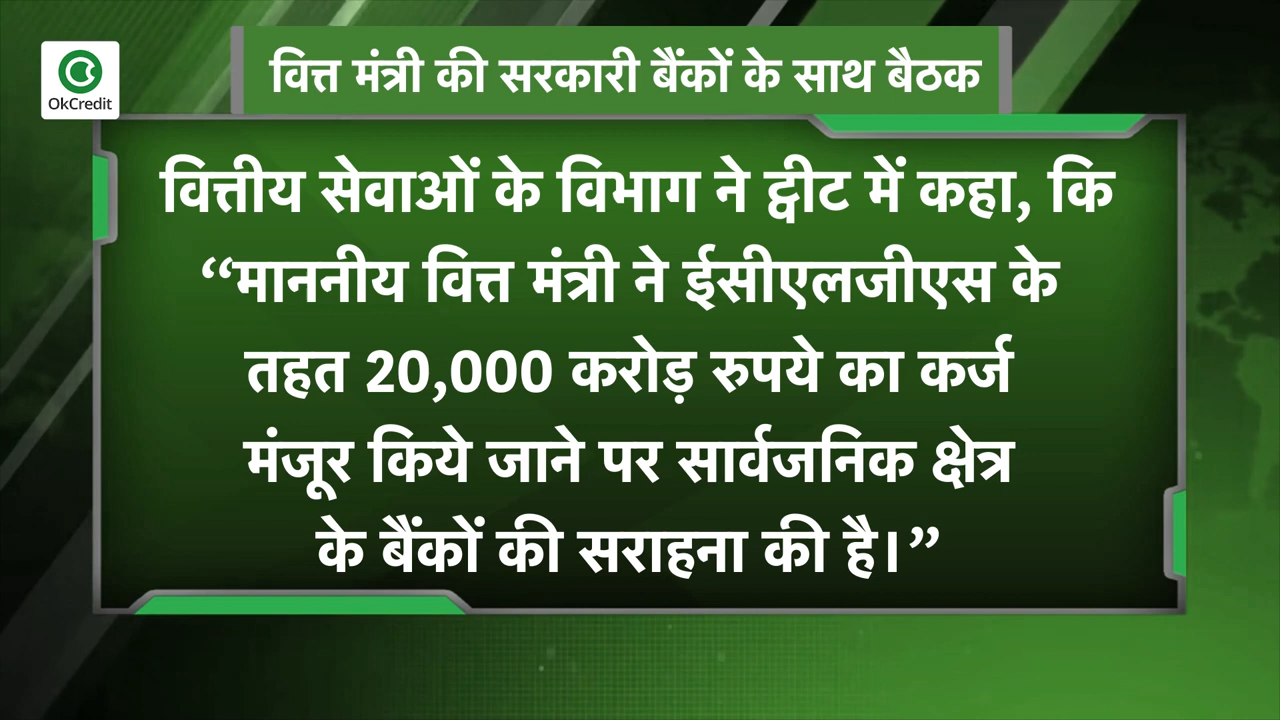 OkCredit
वित्त मंत्री की सरकारी बैंकों के साथ बैठक
वित्तीय सेवाओं के विभाग ने ट्वीट में कहा, कि
“माननीय वित्त मंत्री ने ईसीएलजीएस के
तहत 20,000 करोड़ रुपये का कर्ज
मंजूर किये जाने पर सार्वजनिक क्षेत्र
के बैंकों की सराहना की है।”